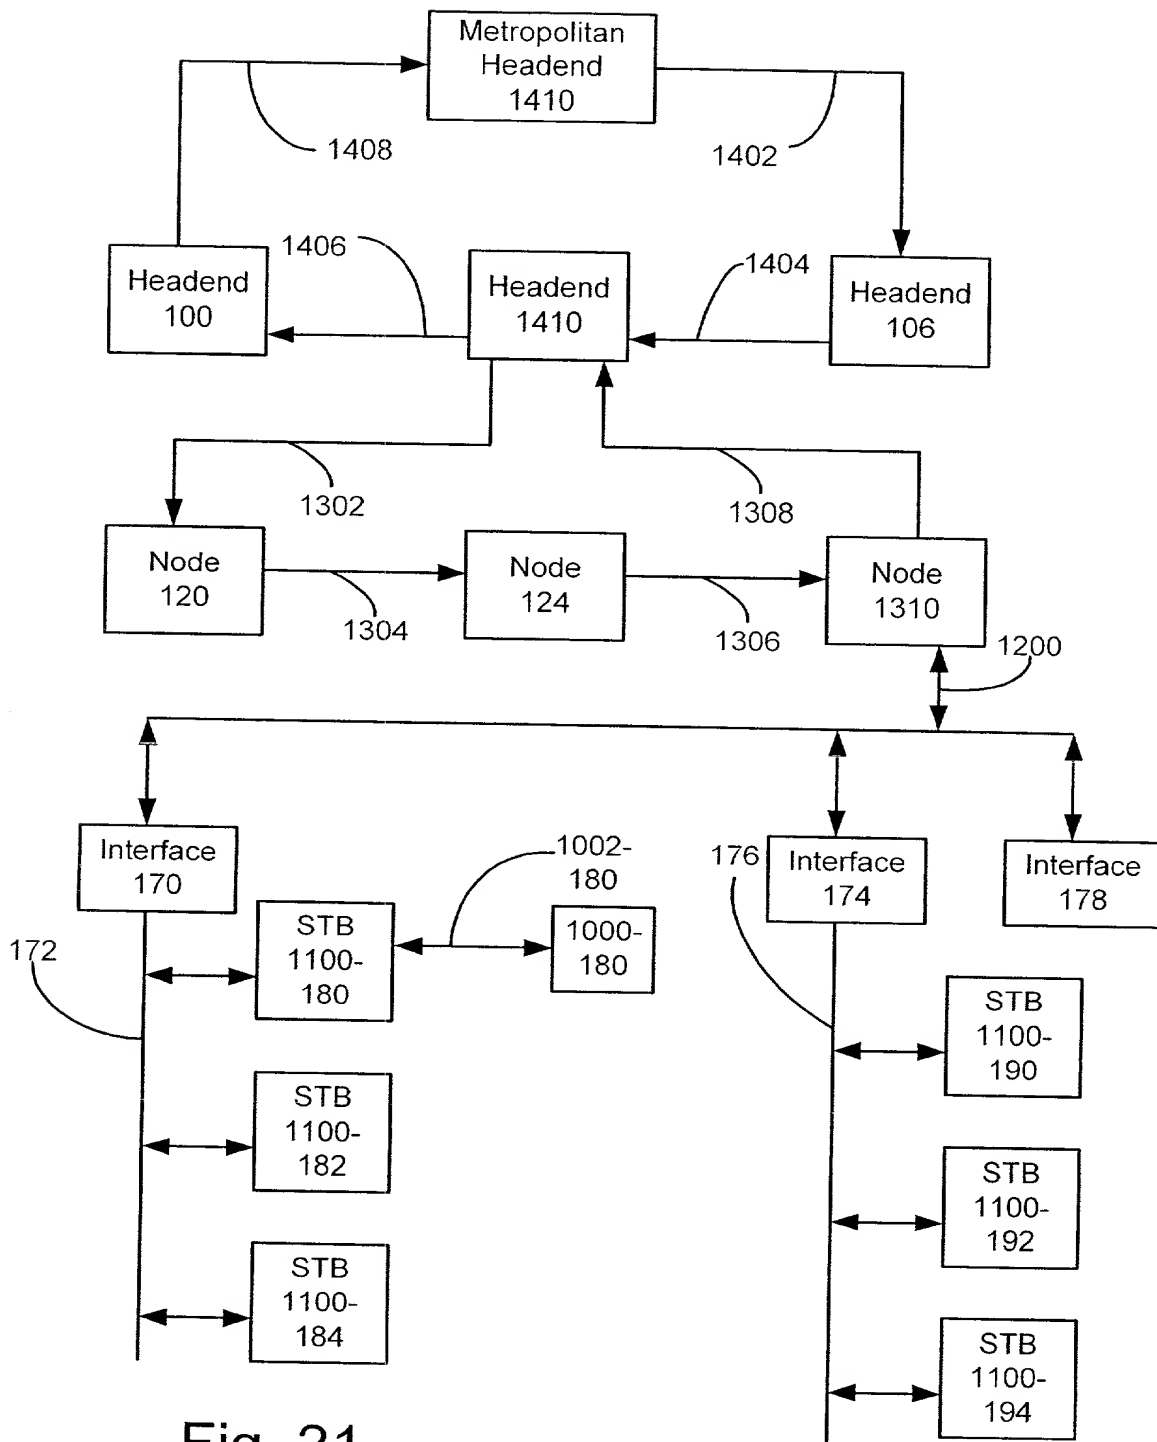 Metropolitan
Headend
1410
1408
1402
1406
1404
Headend
100
Headend
1410
Headend
106
1302
1308
Node
120
Node
124
Node
1310
1304
1306
1200
Interface
170
1002-
180
176
Interface
174
Interface
178
172
STB
1100-
180
1000-
180
STB
1100-
190
STB
1100-
182
STB
1100-
192
STB
1100-
184
STB
1100-
194
Fig. 21